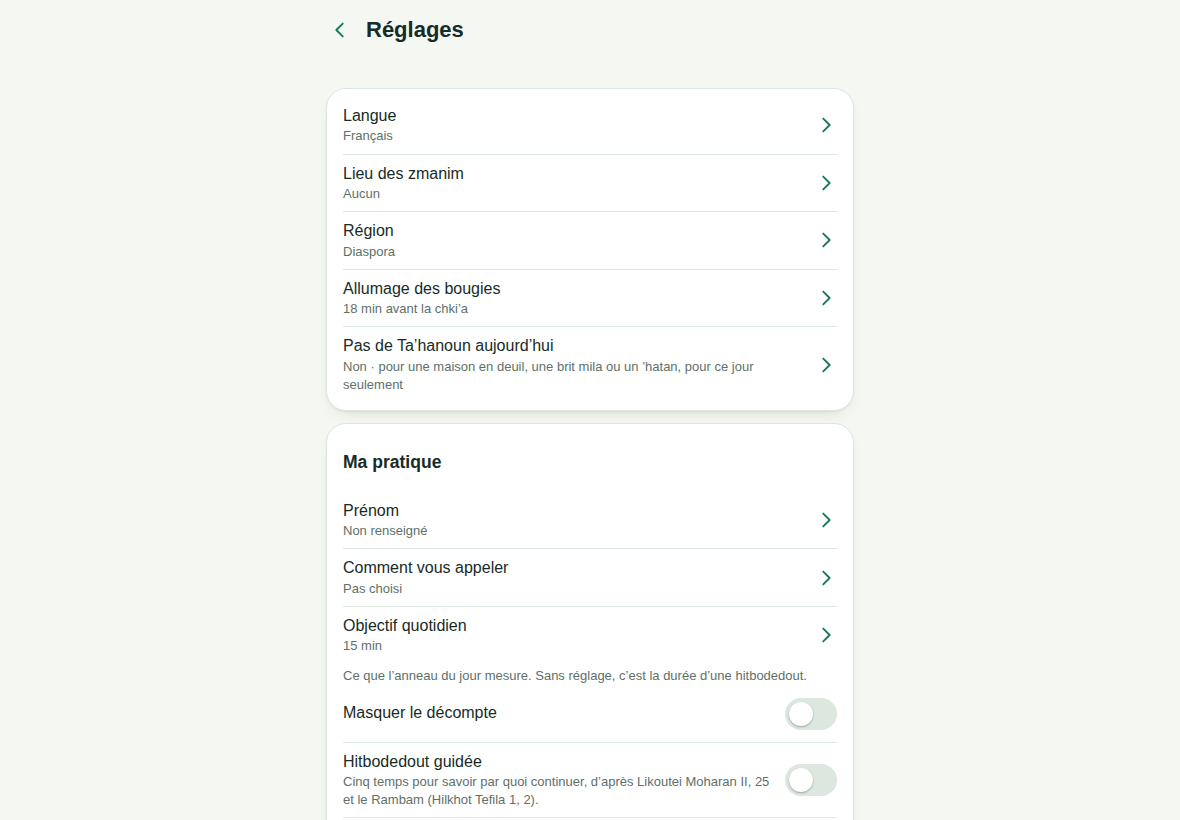 Réglages
Langue
Français
Lieu des zmanim
Aucun
Région
Diaspora
Allumage des bougies
18 min avant la chki’a
Pas de Ta’hanoun aujourd’hui
Non · pour une maison en deuil, une brit mila ou un ’hatan, pour ce jour
seulement
Ma pratique
Prénom
Non renseigné
Comment vous appeler
Pas choisi
Objectif quotidien
15 min
Ce que l’anneau du jour mesure. Sans réglage, c’est la durée d’une hitbodedout.
Masquer le décompte
Hitbodedout guidée
Cinq temps pour savoir par quoi continuer, d’après Likoutei Moharan II, 25
et le Rambam (Hilkhot Tefila 1, 2).